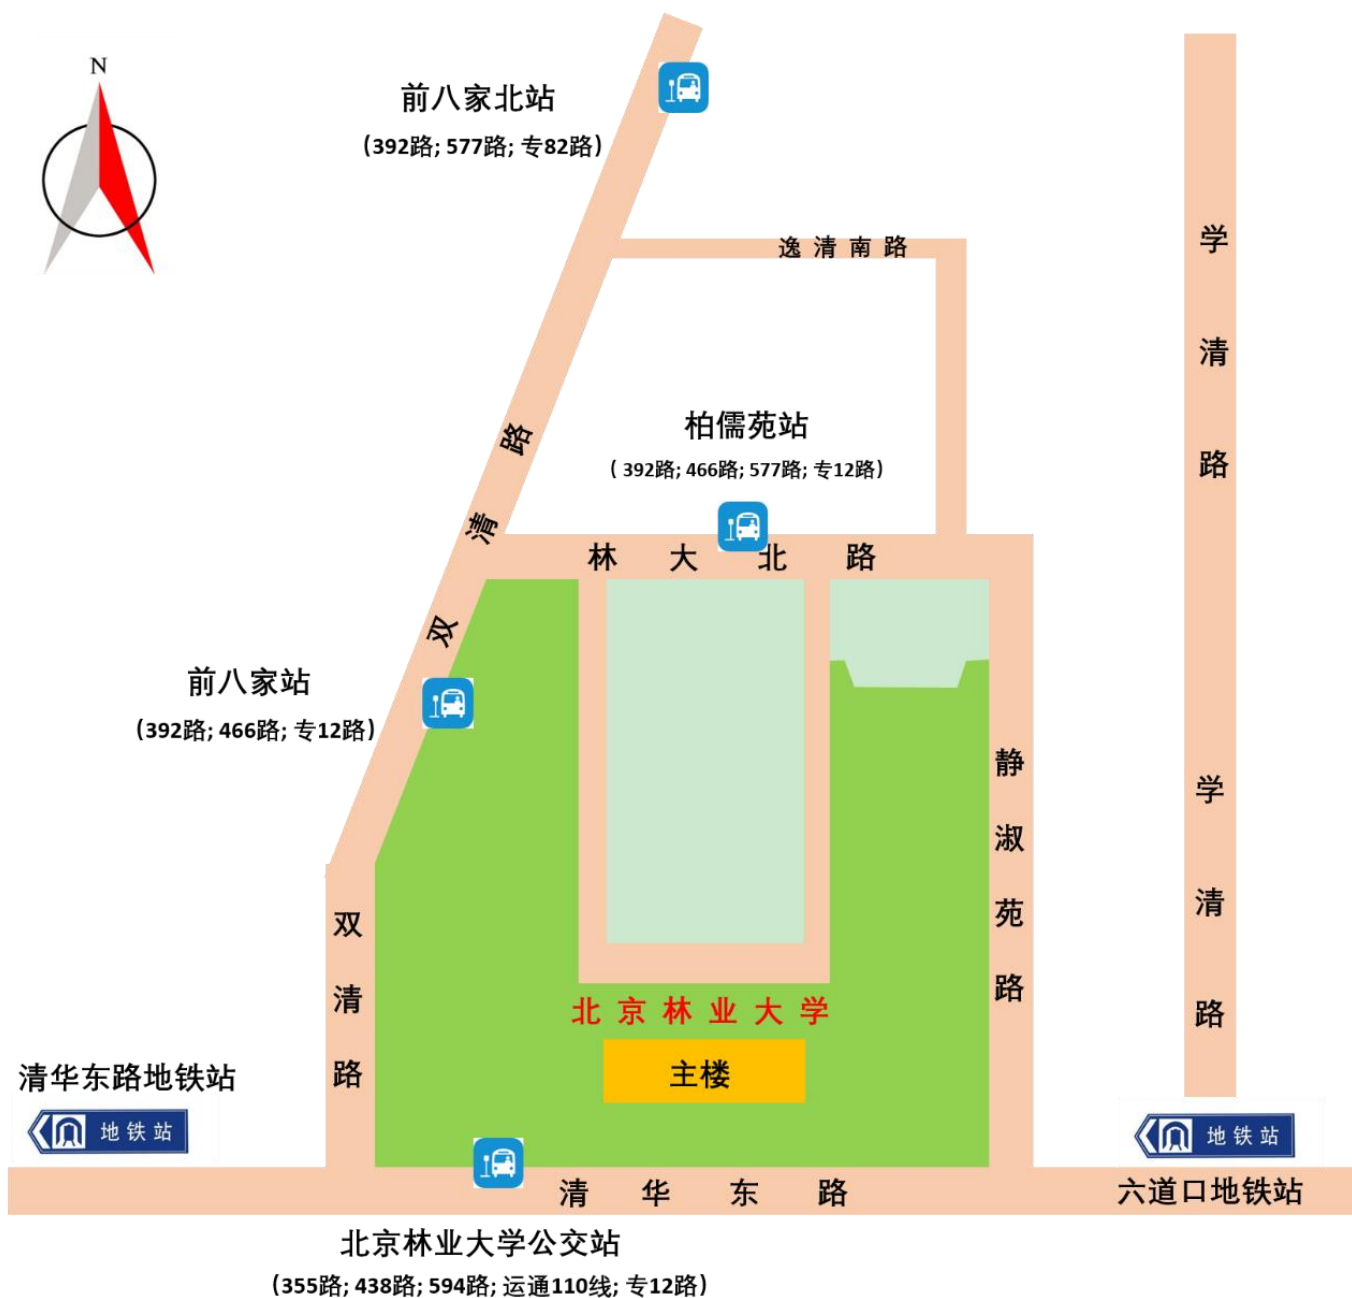 N
前八家北站
(392路; 577路; 专82路)
逸清南路
学清路
双清路
柏儒苑站
( 392路; 466路; 577路; 专12路)
林大北路
前八家站
(392路; 466路; 专12路)
静淑苑路
学清路
双清路
北京林业大学
主楼
清华东路地铁站
地铁站
地铁站
六道口地铁站
清华东路
北京林业大学公交站
(355路; 438路; 594路; 运通110线; 专12路)